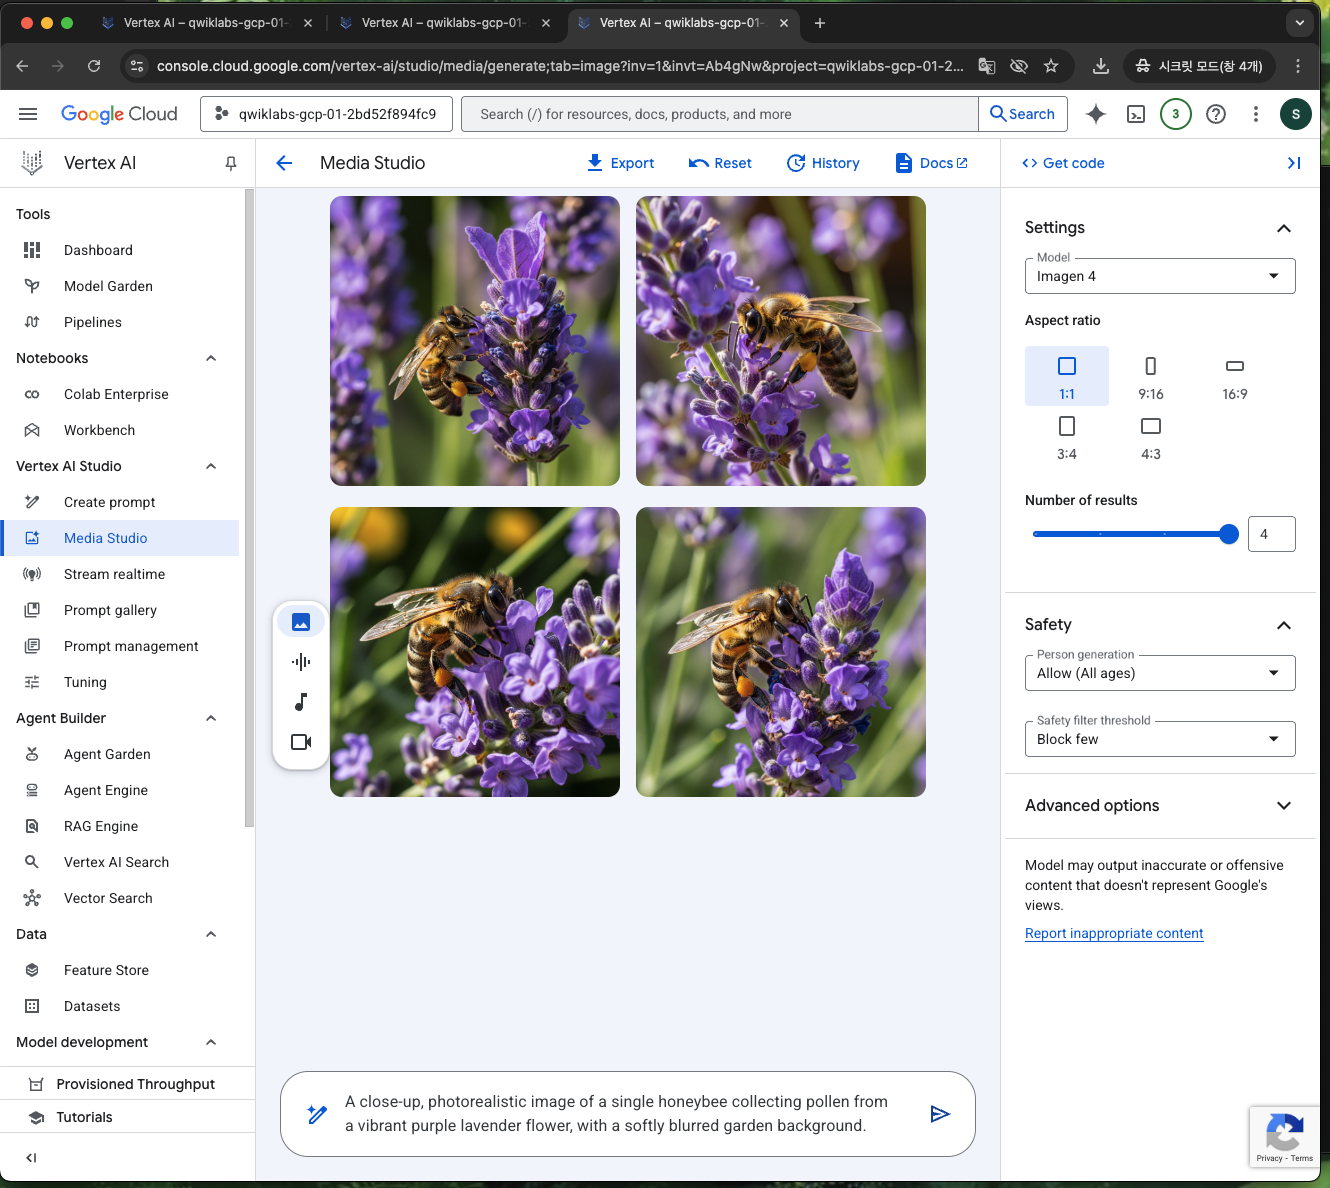 Vertex AI – qwiklabs-gcp-01-
Vertex AI – qwiklabs-gcp-01-
Vertex AI – qwiklabs-gcp-01-
console.cloud.google.com/vertex-ai/studio/media/generate;tab=image?inv=1&invt=Ab4gNw&project=qwiklabs-gcp-01-2...
시크릿 모드(창 4개)
Google Cloud
qwiklabs-gcp-01-2bd52f894fc9
Search (/) for resources, docs, products, and more
Search
3
S
Vertex AI
Media Studio
Export
Reset
History
Docs
Get code
Tools
Dashboard
Model Garden
Pipelines
Notebooks
Colab Enterprise
Workbench
Vertex AI Studio
Create prompt
Media Studio
Stream realtime
Prompt gallery
Prompt management
Tuning
Agent Builder
Agent Garden
Agent Engine
RAG Engine
Vertex AI Search
Vector Search
Data
Feature Store
Datasets
Model development
Provisioned Throughput
Tutorials
A close-up, photorealistic image of a single honeybee collecting pollen from
a vibrant purple lavender flower, with a softly blurred garden background.
Settings
Model
Imagen 4
Aspect ratio
1:1
9:16
16:9
3:4
4:3
Number of results
4
Safety
Person generation
Allow (All ages)
Safety filter threshold
Block few
Advanced options
Model may output inaccurate or offensive
content that doesn't represent Google's
views.
Report inappropriate content
Privacy - Terms